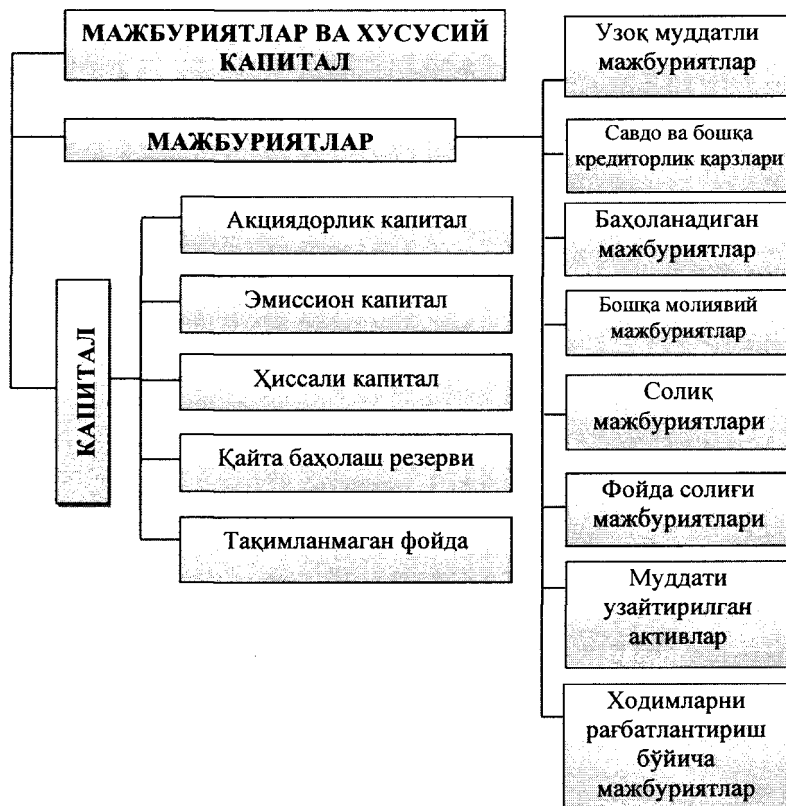 МАЖБУРИЯТЛАР ВА ХУСУСИЙ
КАПИТАЛ
МАЖБУРИЯТЛАР
КАПИТАЛ
Акциядорлик капитал
Эмиссион капитал
Ҳиссали капитал
Қайта баҳолаш резерви
Тақимланмаган фойда
Узоқ муддатли
мажбуриятлар
Савдо ва бошқа
кредиторлик қарзлари
Баҳоланадиган
мажбуриятлар
Бошқа молиявий
мажбуриятлар
Солиқ
мажбуриятлари
Фойда солиғи
мажбуриятлари
Муддати
узайтирилган
активлар
Ходимларни
рағбатлантириш
бўйича
мажбуриятлар